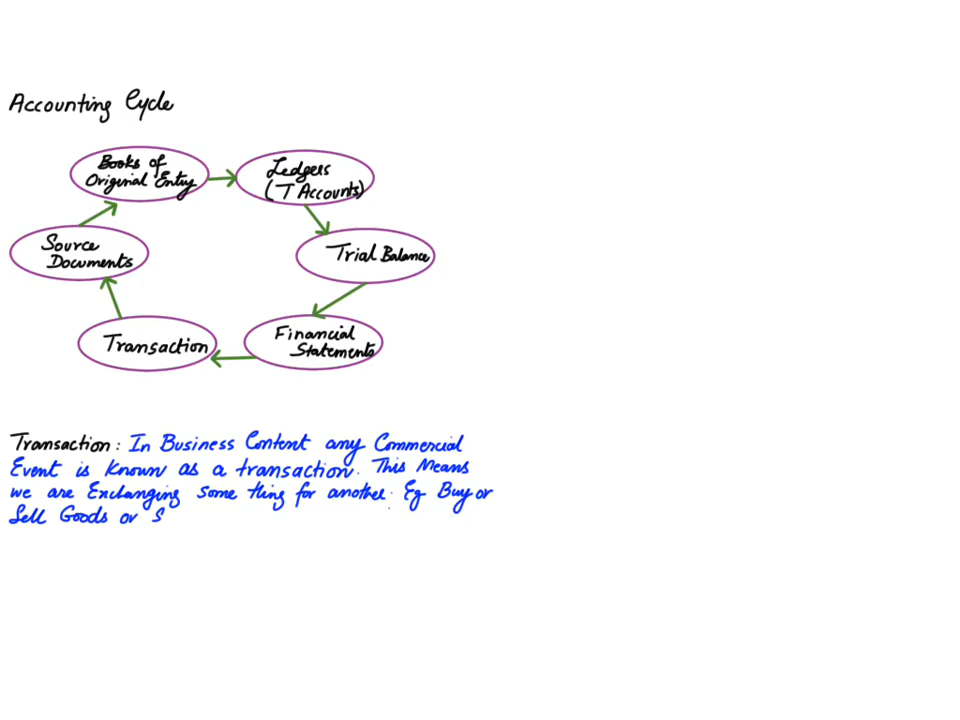 Accounting Cycle
Books of
Original Entry
Ledgers
(T Accounts)
Source
Documents
Trial Balance
Transaction
Financial
Statements
Transaction: In Business Content any Commercial
Event is known as a transaction. This Means
we are Exchanging some thing for another. Eg Buy or
Sell Goods or S